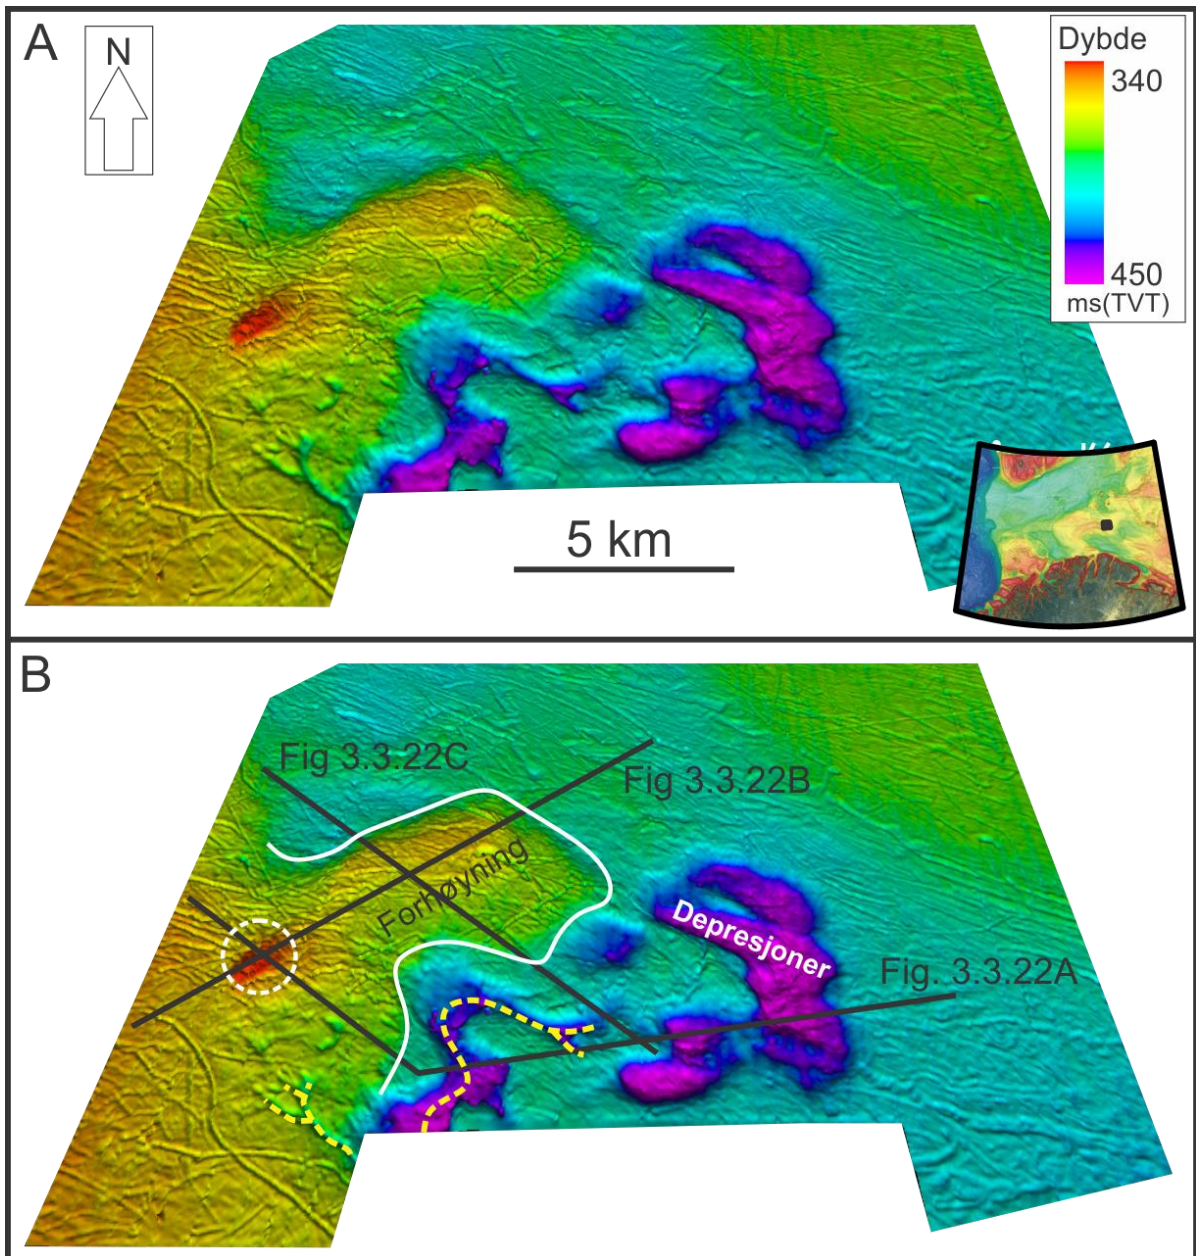 A
N
Dybde
340
450
ms(TVT)
5 km
B
Fig 3.3.22C
Fig 3.3.22B
Forhøyning
Depresjoner
Fig. 3.3.22A